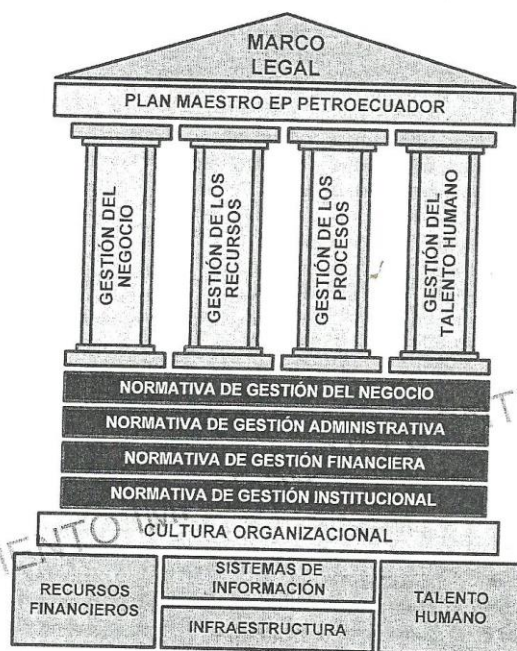 MARCO
LEGAL
PLAN MAESTRO EP PETROECUADOR
GESTIÓN DEL
NEGOCIO
GESTIÓN DE LOS
RECURSOS
GESTIÓN DE LOS
PROCESOS
GESTIÓN DEL
TALENTO HUMANO
NORMATIVA DE GESTIÓN DEL NEGOCIO
NORMATIVA DE GESTIÓN ADMINISTRATIVA
NORMATIVA DE GESTIÓN FINANCIERA
NORMATIVA DE GESTIÓN INSTITUCIONAL
CULTURA ORGANIZACIONAL
RECURSOS
FINANCIEROS
SISTEMAS DE
INFORMACIÓN
INFRAESTRUCTURA
TALENTO
HUMANO